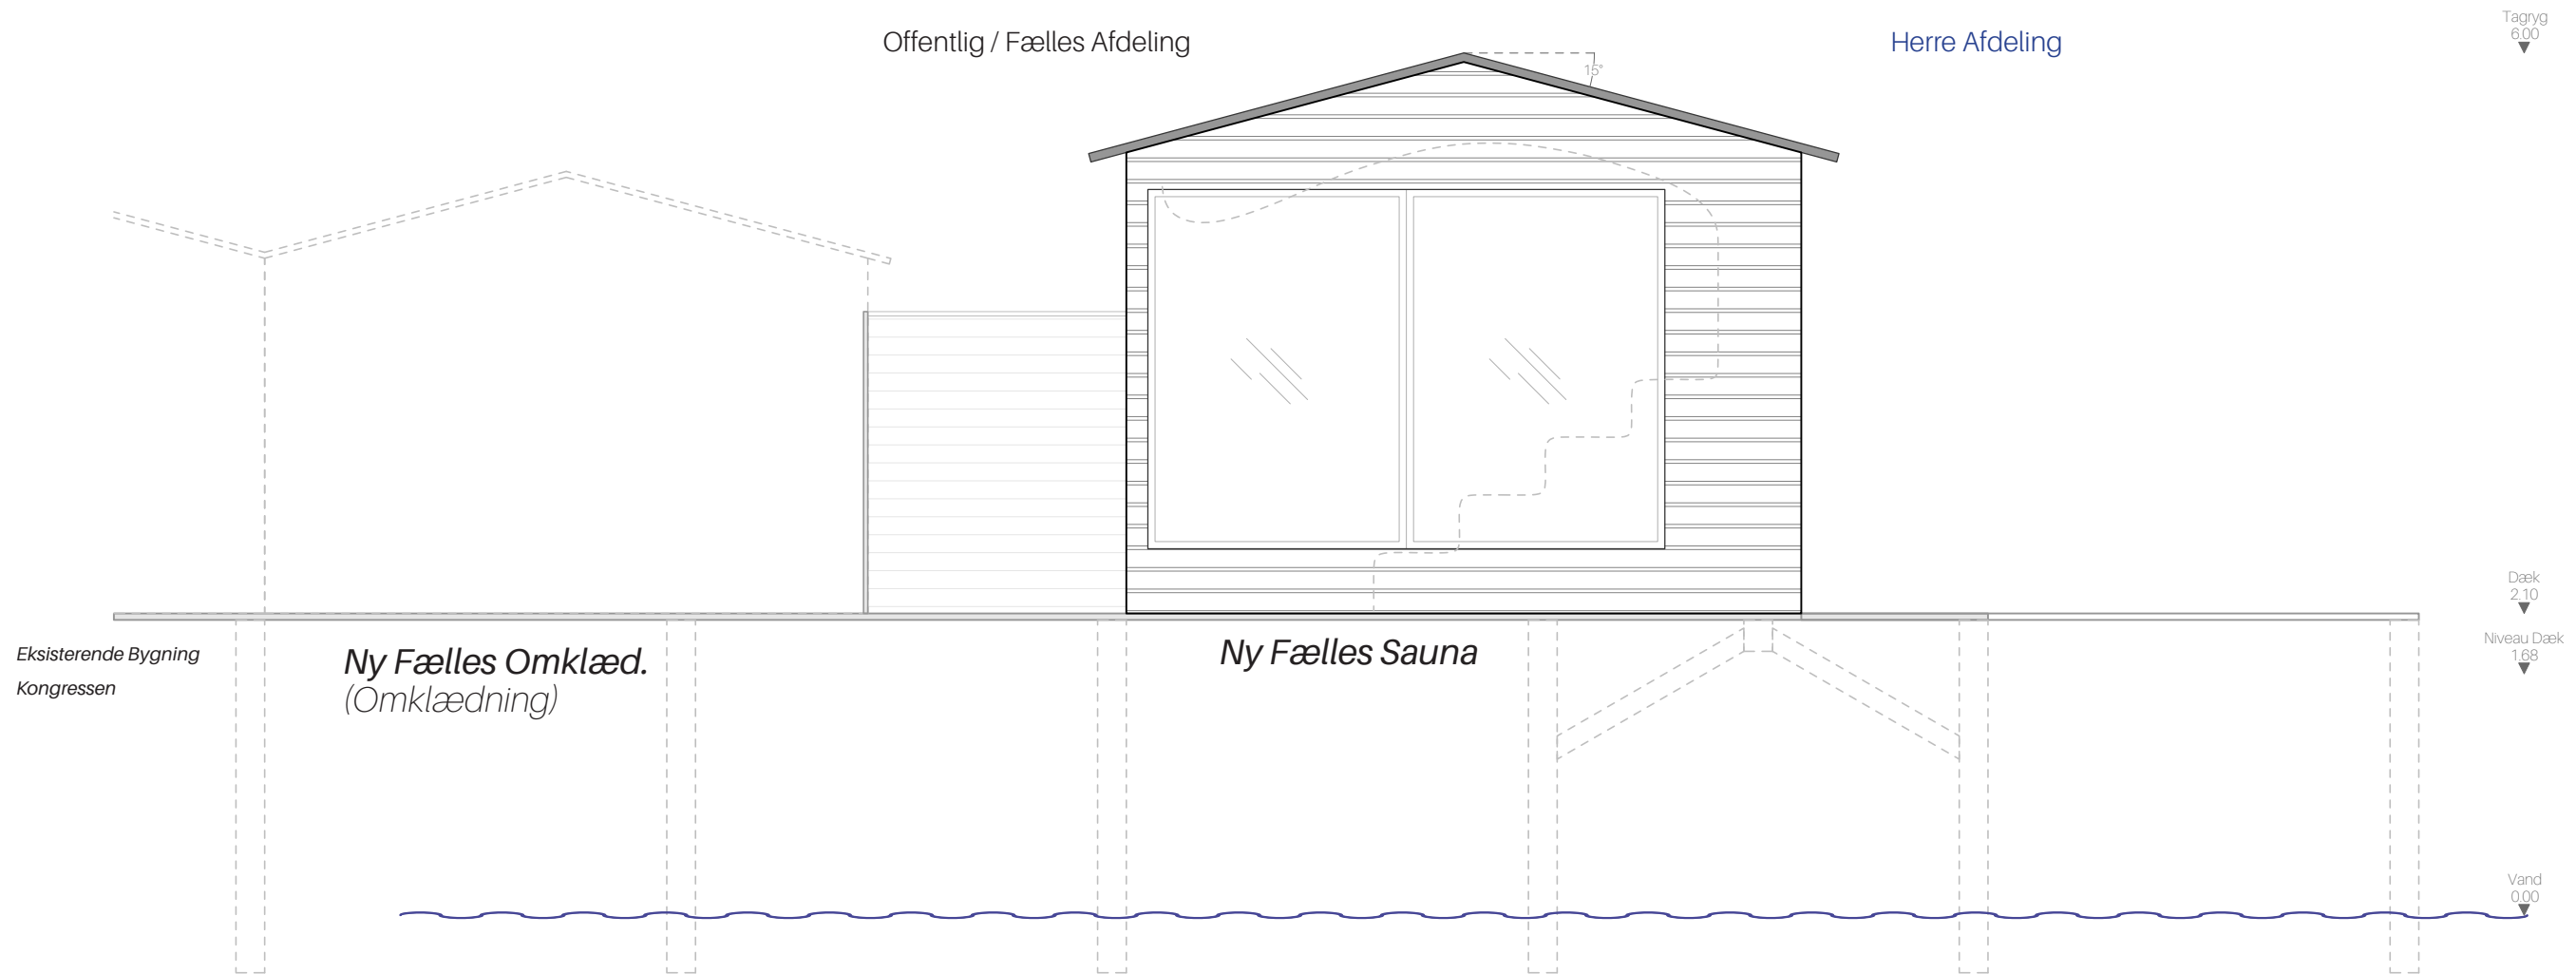 Offentlig / Fælles Afdeling
Herre Afdeling
Tagryg
6.00
15°
Dæk
2.10
Niveau Dæk
1.68
Eksisterende Bygning
Kongressen
Ny Fælles Omklæd.
(Omklædning)
Ny Fælles Sauna
Vand
0.00